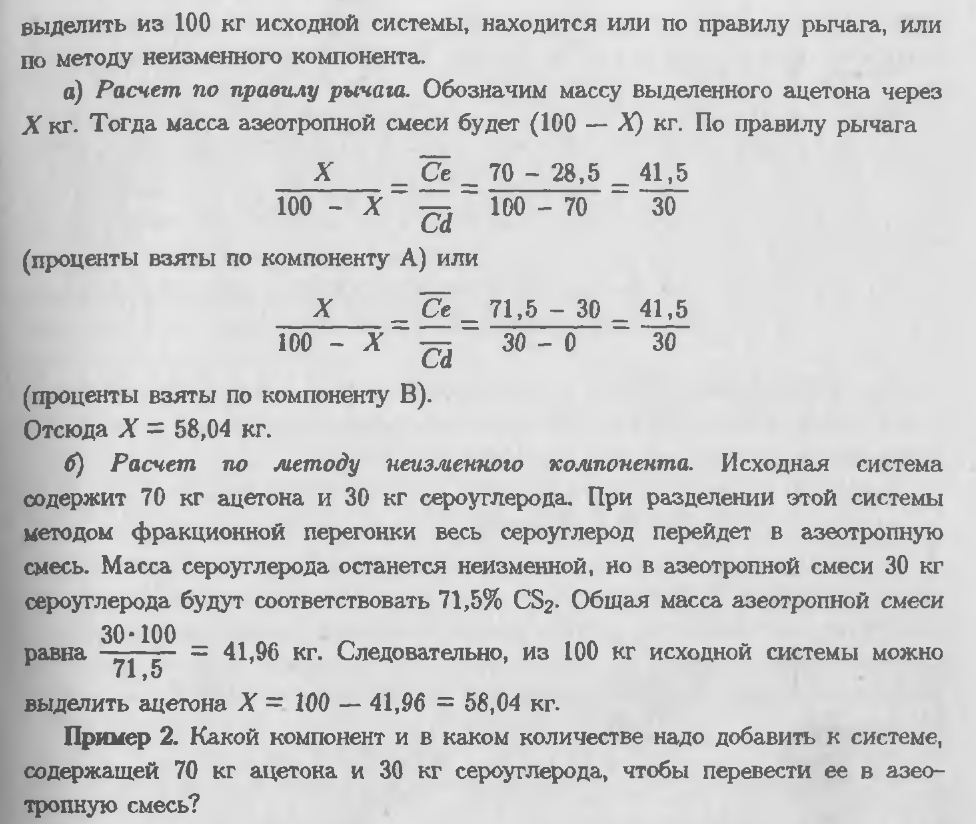 выделить из 100 кг исходной системы, находится или по правилу рычага, или
по методу неизменного компонента.
а) Расчет по правилу рычага. Обозначим массу выделенного ацетона через
X кг. Тогда масса азеотропной смеси будет (100 — X) кг. По правилу рычага
X / (100 - X) = Ce / Cd = (70 - 28,5) / (100 - 70) = 41,5 / 30
(проценты взяты по компоненту А) или
X / (100 - X) = Ce / Cd = (71,5 - 30) / (30 - 0) = 41,5 / 30
(проценты взяты по компоненту В).
Отсюда X = 58,04 кг.
б) Расчет по методу неизменного компонента. Исходная система
содержит 70 кг ацетона и 30 кг сероуглерода. При разделении этой системы
методом фракционной перегонки весь сероуглерод перейдет в азеотропную
смесь. Масса сероуглерода останется неизменной, но в азеотропной смеси 30 кг
сероуглерода будут соответствовать 71,5% CS₂. Общая масса азеотропной смеси
равна 30·100 / 71,5 = 41,96 кг. Следовательно, из 100 кг исходной системы можно
выделить ацетона X = 100 — 41,96 = 58,04 кг.
Пример 2. Какой компонент и в каком количестве надо добавить к системе,
содержащей 70 кг ацетона и 30 кг сероуглерода, чтобы перевести ее в азео-
тропную смесь?